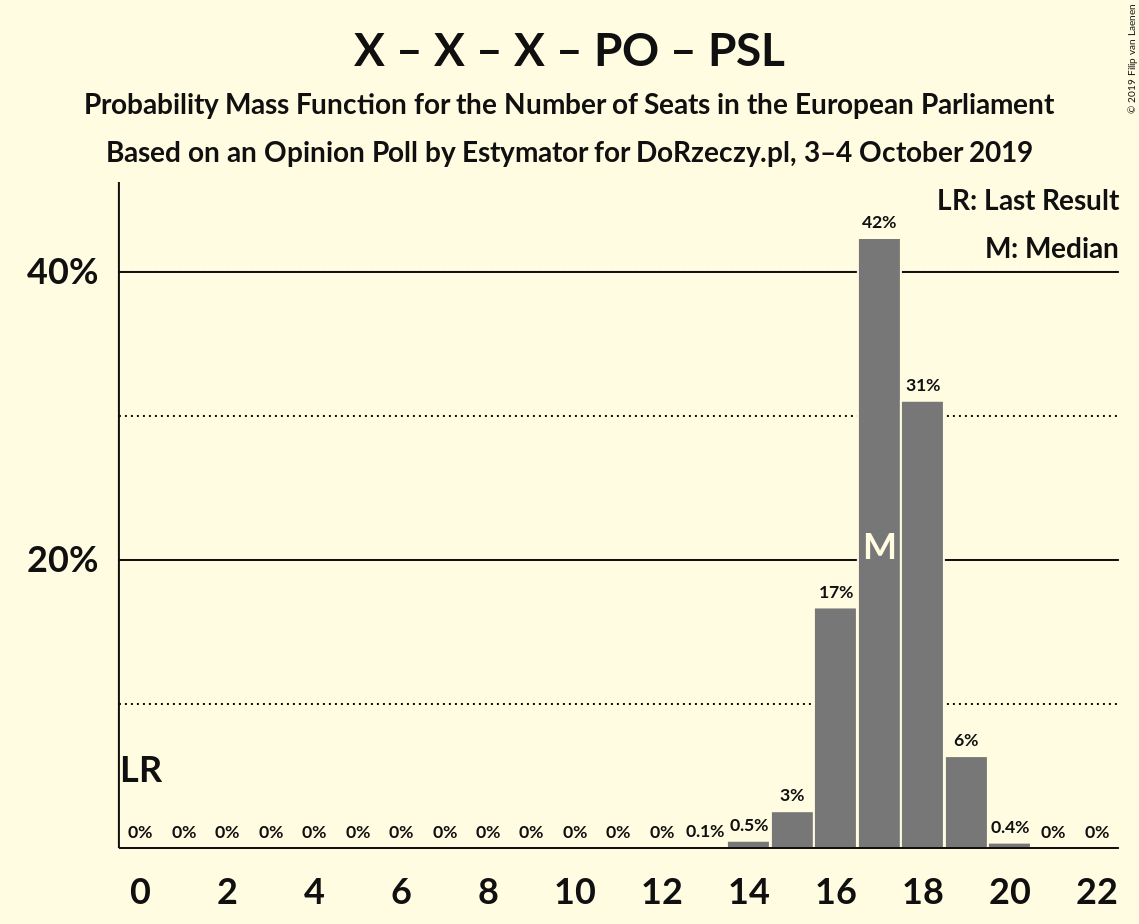 X – X – X – PO – PSL
Probability Mass Function for the Number of Seats in the European Parliament
Based on an Opinion Poll by Estymator for DoRzeczy.pl, 3–4 October 2019
© 2019 Filip van Laenen
LR: Last Result
M: Median
40%
20%
42%
31%
17%
M
6%
3%
LR
0% 0% 0% 0% 0% 0% 0% 0% 0% 0% 0% 0% 0% 0.1% 0.5% 0.4% 0% 0%
0 2 4 6 8 10 12 14 16 18 20 22